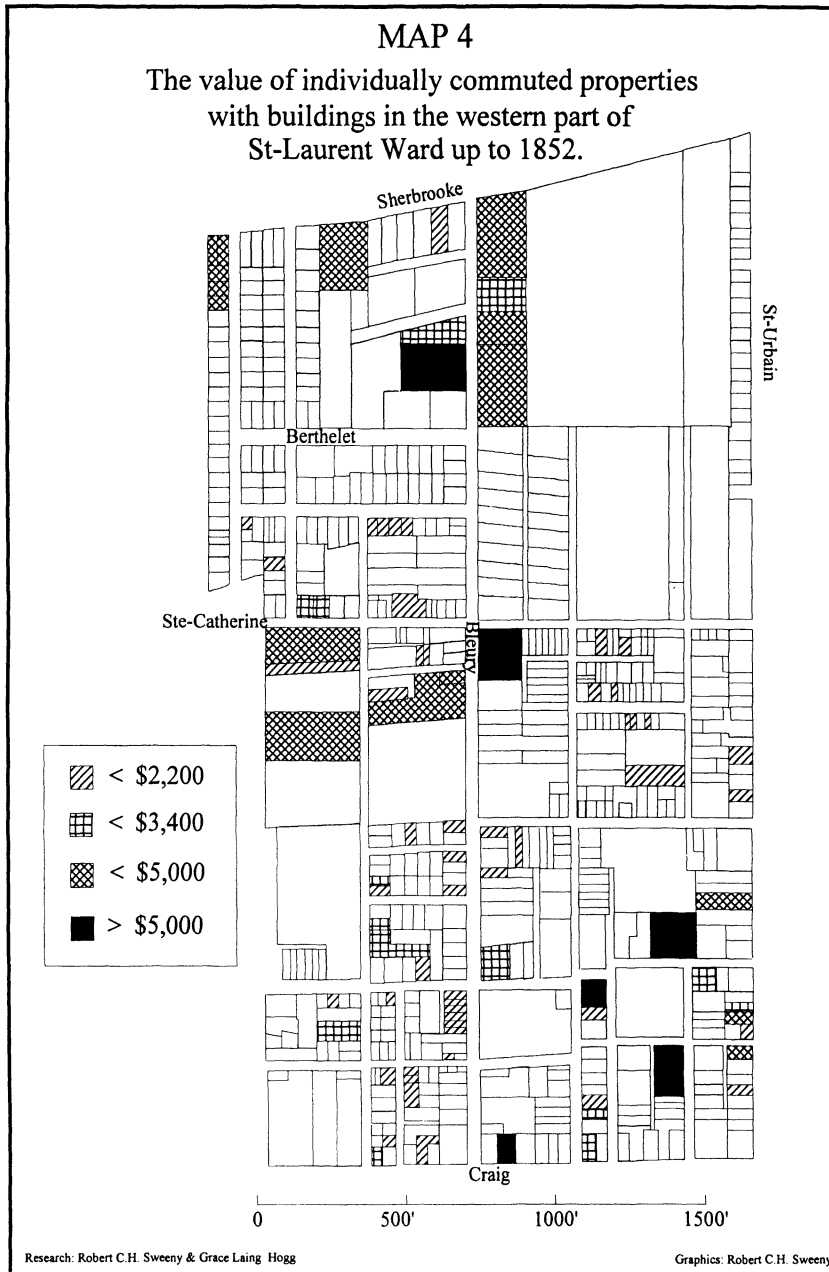 MAP 4
The value of individually commuted properties
with buildings in the western part of
St-Laurent Ward up to 1852.
Sherbrooke
St-Urbain
Berthelet
Ste-Catherine
Bleury
< $2,200
< $3,400
< $5,000
> $5,000
Craig
0 500' 1000' 1500'
Research: Robert C.H. Sweeny & Grace Laing Hogg
Graphics: Robert C.H. Sweeny